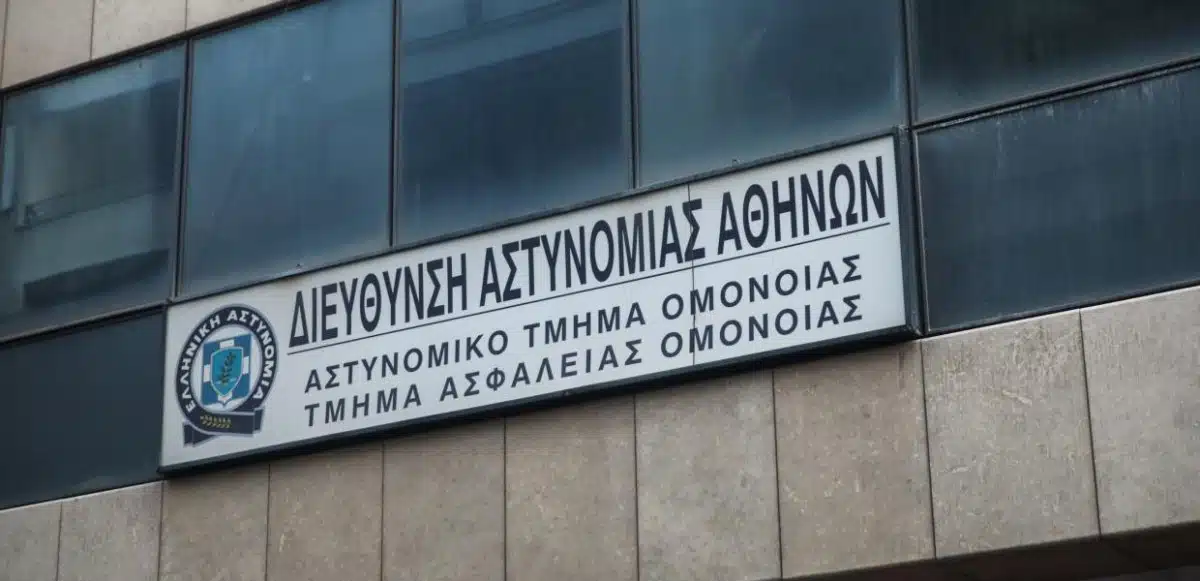 ΔΙΕΥΘΥΝΣΗ ΑΣΤΥΝΟΜΙΑΣ ΑΘΗΝΩΝ
ΑΣΤΥΝΟΜΙΚΟ ΤΜΗΜΑ ΟΜΟΝΟΙΑΣ
ΤΜΗΜΑ ΑΣΦΑΛΕΙΑΣ ΟΜΟΝΟΙΑΣ
ΕΛΛΗΝΙΚΗ ΑΣΤΥΝΟΜΙΑ